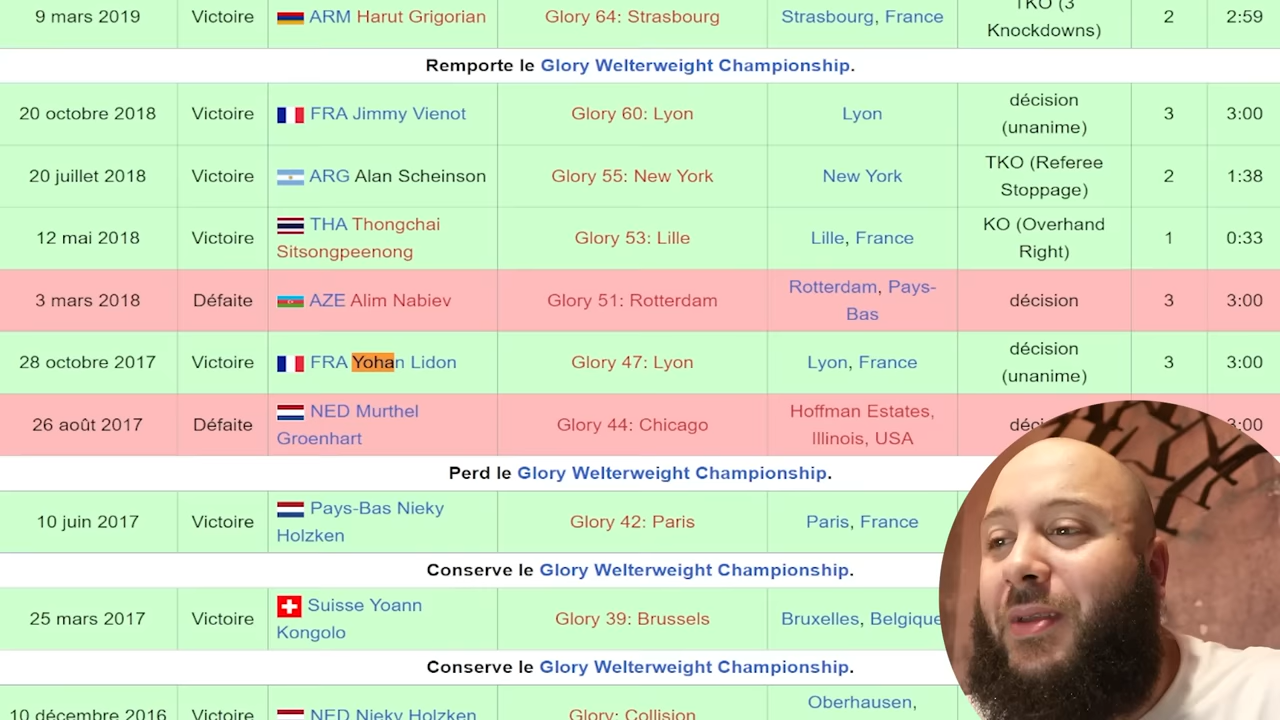 9 mars 2019 Victoire ARM Harut Grigorian Glory 64: Strasbourg Strasbourg, France TKO (3 Knockdowns) 2 2:59
Remporte le Glory Welterweight Championship.
20 octobre 2018 Victoire FRA Jimmy Vienot Glory 60: Lyon Lyon décision (unanime) 3 3:00
20 juillet 2018 Victoire ARG Alan Scheinson Glory 55: New York New York TKO (Referee Stoppage) 2 1:38
12 mai 2018 Victoire THA Thongchai Sitsongpeenong Glory 53: Lille Lille, France KO (Overhand Right) 1 0:33
3 mars 2018 Défaite AZE Alim Nabiev Glory 51: Rotterdam Rotterdam, Pays-Bas décision 3 3:00
28 octobre 2017 Victoire FRA Yohan Lidon Glory 47: Lyon Lyon, France décision (unanime) 3 3:00
26 août 2017 Défaite NED Murthel Groenhart Glory 44: Chicago Hoffman Estates, Illinois, USA déc 3:00
Perd le Glory Welterweight Championship.
10 juin 2017 Victoire Pays-Bas Nieky Holzken Glory 42: Paris Paris, France
Conserve le Glory Welterweight Championship.
25 mars 2017 Victoire Suisse Yoann Kongolo Glory 39: Brussels Bruxelles, Belgique
Conserve le Glory Welterweight Championship.
10 décembre 2016 Victoire NED Nieky Holzken Glory: Collision Oberhausen,